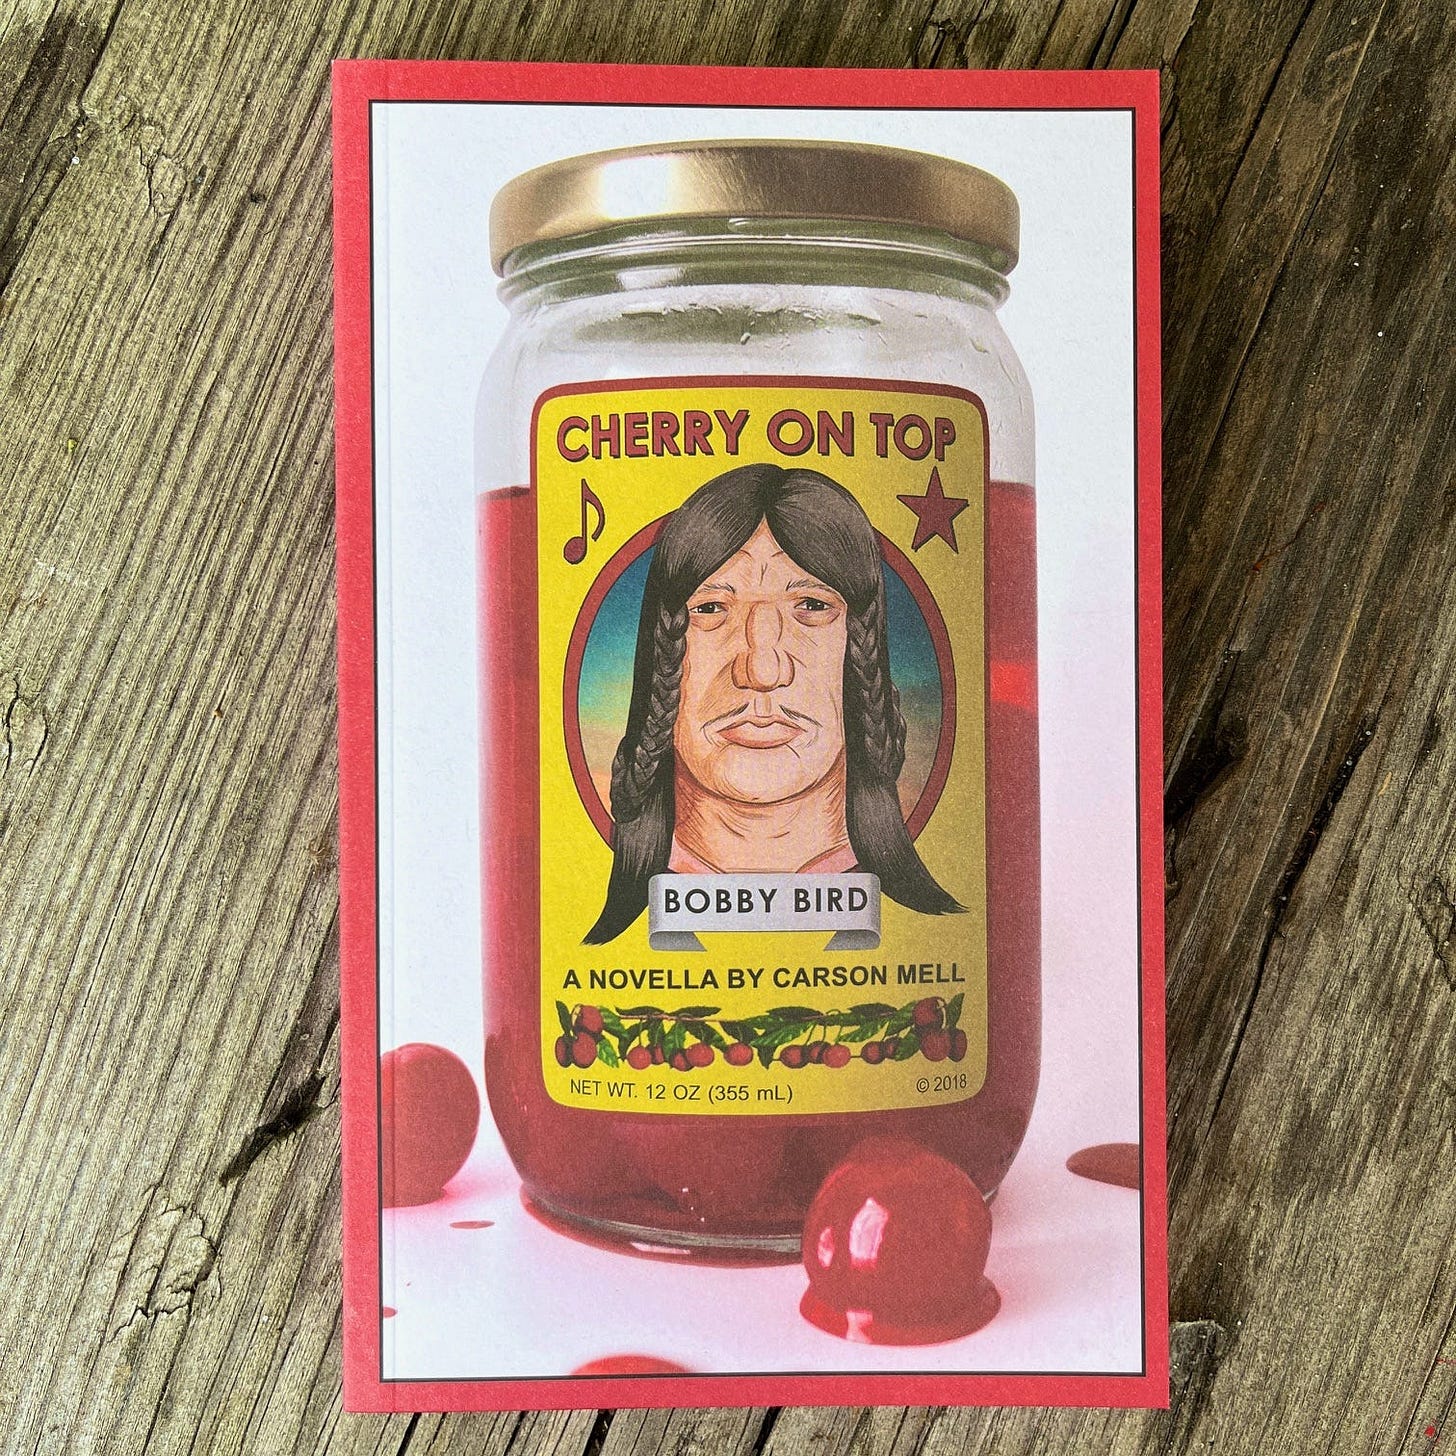 CHERRY ON TOP
BOBBY BIRD
A NOVELLA BY CARSON MELL
NET WT. 12 OZ (355 mL)
© 2018